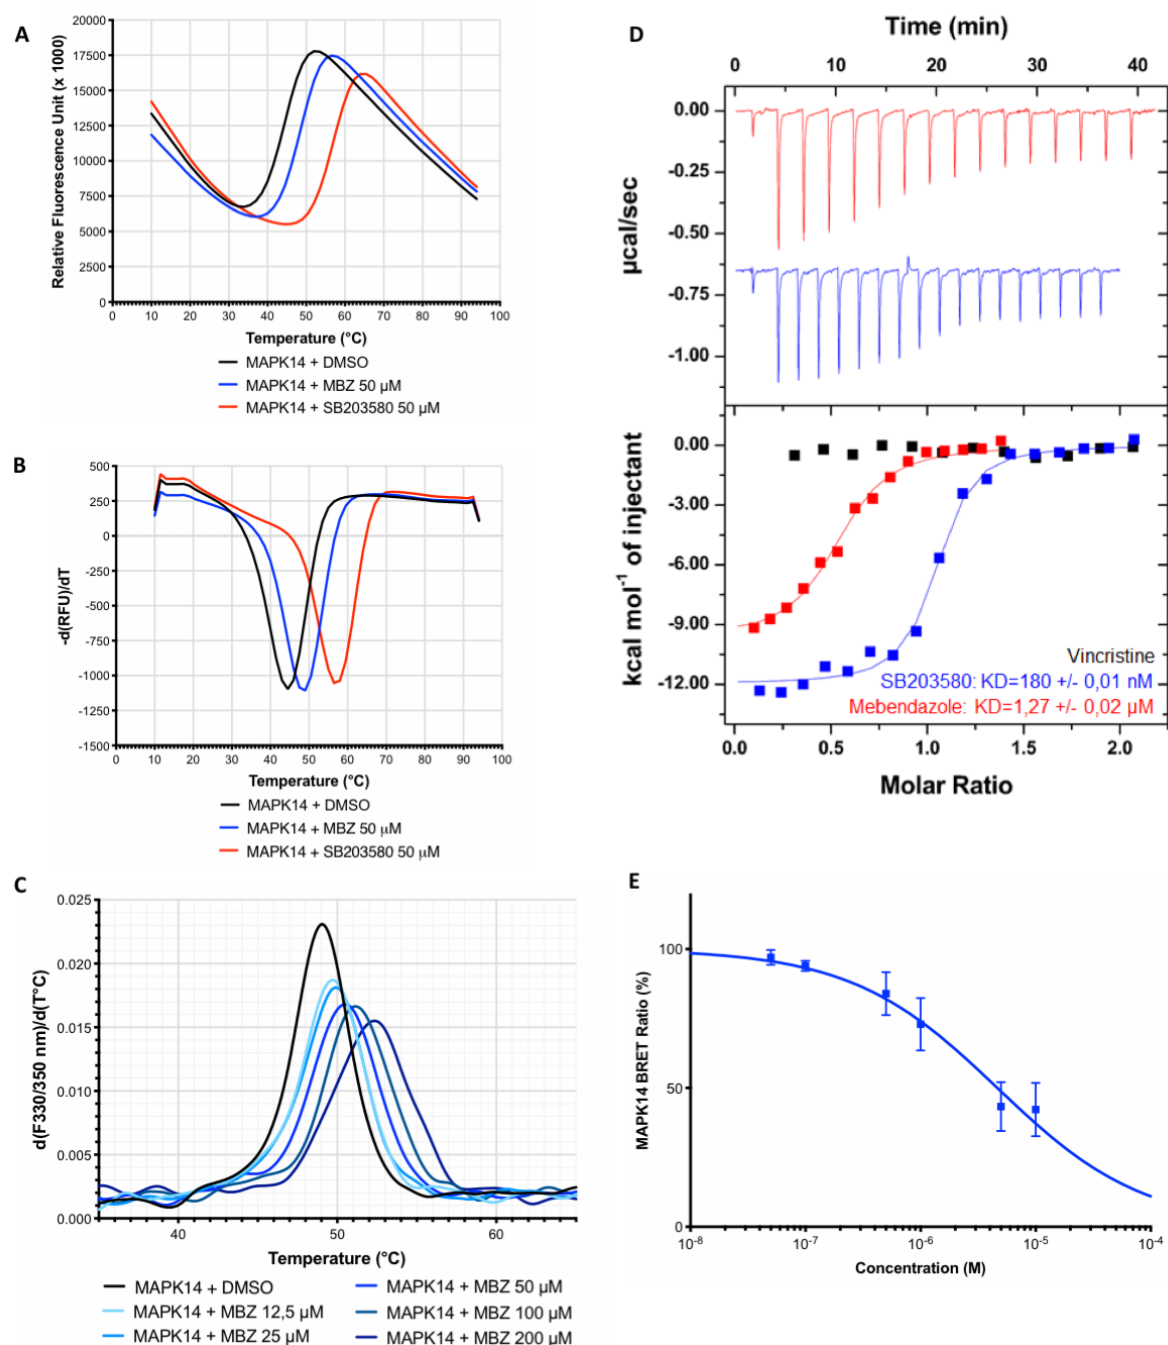 A
Relative Fluorescence Unit (x 1000)
20000
17500
15000
12500
10000
7500
5000
2500
0
0 10 20 30 40 50 60 70 80 90 100
Temperature (°C)
MAPK14 + DMSO
MAPK14 + MBZ 50 µM
MAPK14 + SB203580 50 µM
B
-d(RFU)/dT
500
250
0
-250
-500
-750
-1000
-1250
-1500
0 10 20 30 40 50 60 70 80 90 100
Temperature (°C)
MAPK14 + DMSO
MAPK14 + MBZ 50 µM
MAPK14 + SB203580 50 µM
C
d(F330/350 nm)/d(T°C)
0.025
0.020
0.015
0.010
0.005
0.000
40 50 60
Temperature (°C)
MAPK14 + DMSO
MAPK14 + MBZ 12,5 µM
MAPK14 + MBZ 25 µM
MAPK14 + MBZ 50 µM
MAPK14 + MBZ 100 µM
MAPK14 + MBZ 200 µM
D
Time (min)
0 10 20 30 40
µcal/sec
0.00
-0.25
-0.50
-0.75
-1.00
kcal mol⁻¹ of injectant
0.00
-3.00
-6.00
-9.00
-12.00
Vincristine
SB203580: KD=180 +/- 0,01 nM
Mebendazole: KD=1,27 +/- 0,02 µM
0.0 0.5 1.0 1.5 2.0
Molar Ratio
E
MAPK14 BRET Ratio (%)
100
50
0
10⁻⁸ 10⁻⁷ 10⁻⁶ 10⁻⁵ 10⁻⁴
Concentration (M)